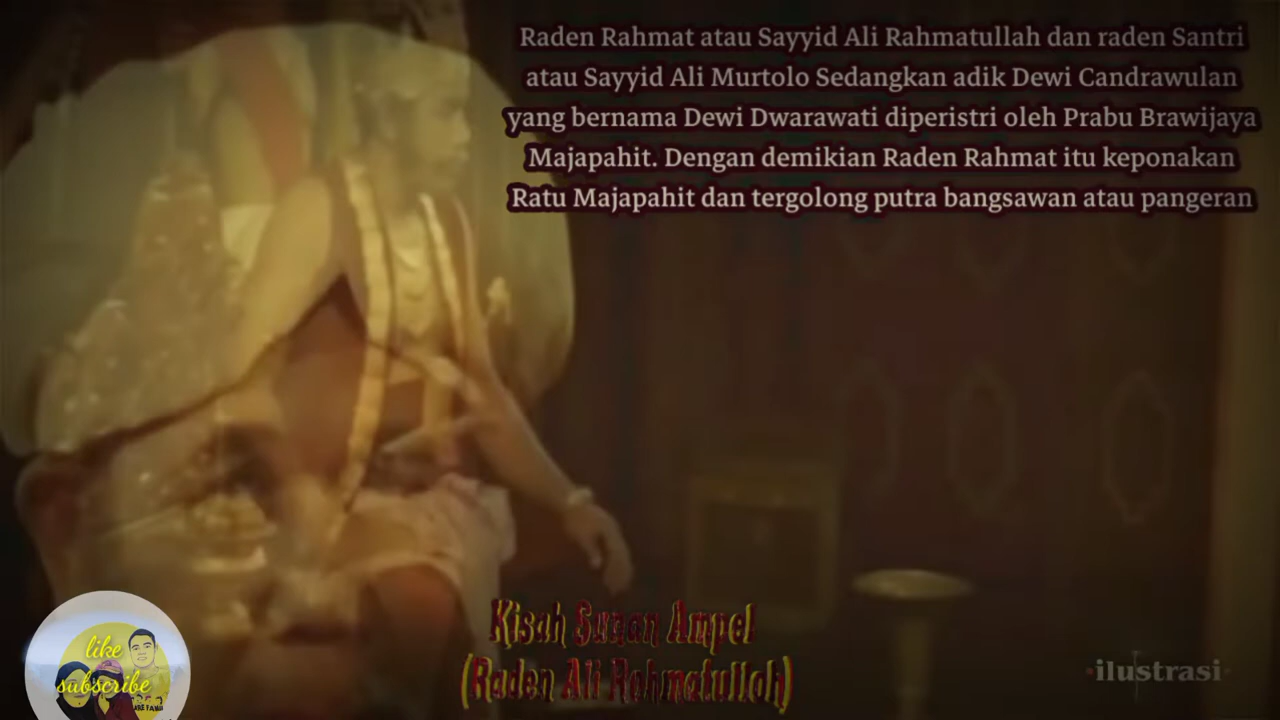 Raden Rahmat atau Sayyid Ali Rahmatullah dan raden Santri
atau Sayyid Ali Murtolo Sedangkan adik Dewi Candrawulan
yang bernama Dewi Dwarawati diperistri oleh Prabu Brawijaya
Majapahit. Dengan demikian Raden Rahmat itu keponakan
Ratu Majapahit dan tergolong putra bangsawan atau pangeran
Kisah Sunan Ampel
(Raden Ali Rahmatulloh)
like
subscribe
ilustrasi